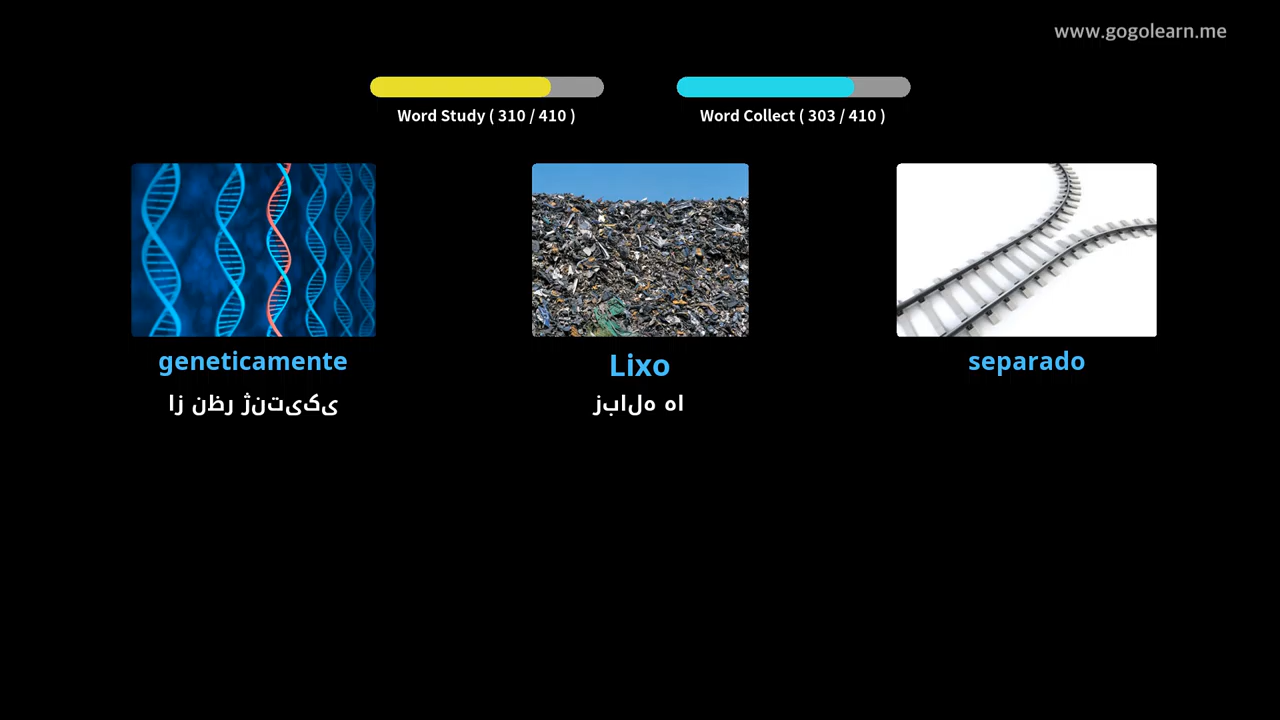 www.gogolearn.me
Word Study ( 310 / 410 )
Word Collect ( 303 / 410 )
geneticamente
از نظر ژنتیکی
Lixo
زباله ها
separado